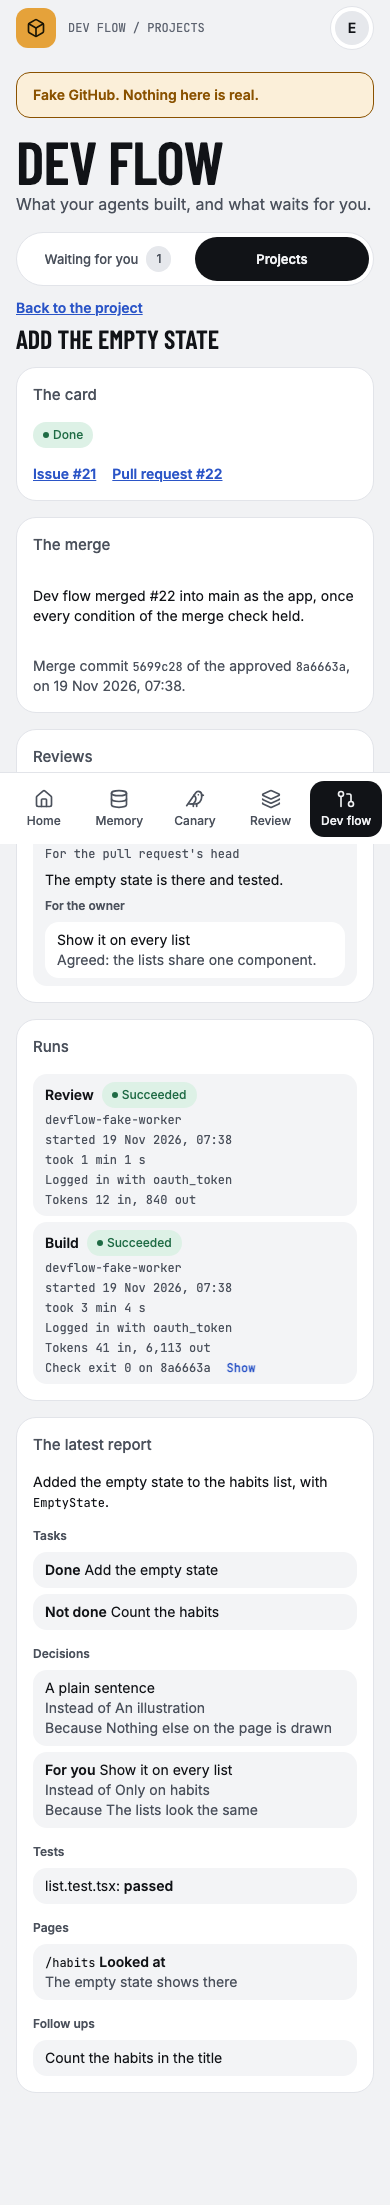 DEV FLOW / PROJECTS
E
Fake GitHub. Nothing here is real.
DEV FLOW
What your agents built, and what waits for you.
Waiting for you 1
Projects
Back to the project
ADD THE EMPTY STATE
The card
Done
Issue #21 Pull request #22
The merge
Dev flow merged #22 into main as the app, once
every condition of the merge check held.
Merge commit 5699c28 of the approved 8a6663a,
on 19 Nov 2026, 07:38.
Reviews
Home Memory Canary Review Dev flow
For the pull request's head
The empty state is there and tested.
For the owner
Show it on every list
Agreed: the lists share one component.
Runs
Review Succeeded
devflow-fake-worker
started 19 Nov 2026, 07:38
took 1 min 1 s
Logged in with oauth_token
Tokens 12 in, 840 out
Build Succeeded
devflow-fake-worker
started 19 Nov 2026, 07:38
took 3 min 4 s
Logged in with oauth_token
Tokens 41 in, 6,113 out
Check exit 0 on 8a6663a Show
The latest report
Added the empty state to the habits list, with
EmptyState.
Tasks
Done Add the empty state
Not done Count the habits
Decisions
A plain sentence
Instead of An illustration
Because Nothing else on the page is drawn
For you Show it on every list
Instead of Only on habits
Because The lists look the same
Tests
list.test.tsx: passed
Pages
/habits Looked at
The empty state shows there
Follow ups
Count the habits in the title